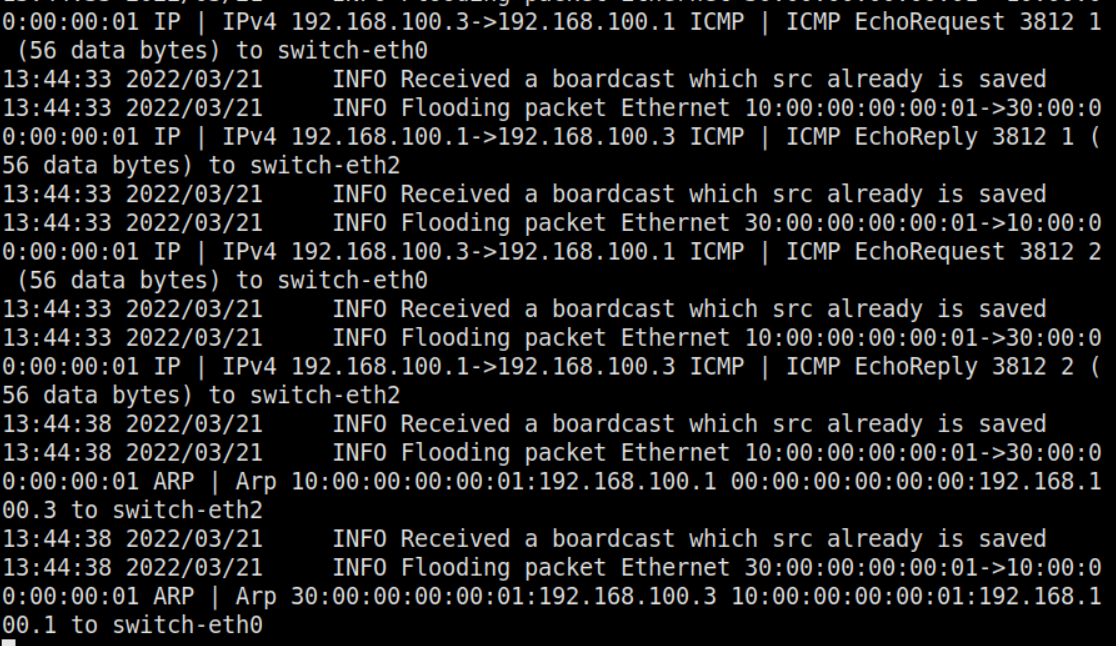 0:00:00:01 IP | IPv4 192.168.100.3->192.168.100.1 ICMP | ICMP EchoRequest 3812 1
 (56 data bytes) to switch-eth0
13:44:33 2022/03/21     INFO Received a boardcast which src already is saved
13:44:33 2022/03/21     INFO Flooding packet Ethernet 10:00:00:00:00:01->30:00:0
0:00:00:01 IP | IPv4 192.168.100.1->192.168.100.3 ICMP | ICMP EchoReply 3812 1 (
56 data bytes) to switch-eth2
13:44:33 2022/03/21     INFO Received a boardcast which src already is saved
13:44:33 2022/03/21     INFO Flooding packet Ethernet 30:00:00:00:00:01->10:00:0
0:00:00:01 IP | IPv4 192.168.100.3->192.168.100.1 ICMP | ICMP EchoRequest 3812 2
 (56 data bytes) to switch-eth0
13:44:33 2022/03/21     INFO Received a boardcast which src already is saved
13:44:33 2022/03/21     INFO Flooding packet Ethernet 10:00:00:00:00:01->30:00:0
0:00:00:01 IP | IPv4 192.168.100.1->192.168.100.3 ICMP | ICMP EchoReply 3812 2 (
56 data bytes) to switch-eth2
13:44:38 2022/03/21     INFO Received a boardcast which src already is saved
13:44:38 2022/03/21     INFO Flooding packet Ethernet 10:00:00:00:00:01->30:00:0
0:00:00:01 ARP | Arp 10:00:00:00:00:01:192.168.100.1 00:00:00:00:00:00:192.168.1
00.3 to switch-eth2
13:44:38 2022/03/21     INFO Received a boardcast which src already is saved
13:44:38 2022/03/21     INFO Flooding packet Ethernet 30:00:00:00:00:01->10:00:0
0:00:00:01 ARP | Arp 30:00:00:00:00:01:192.168.100.3 10:00:00:00:00:01:192.168.1
00.1 to switch-eth0